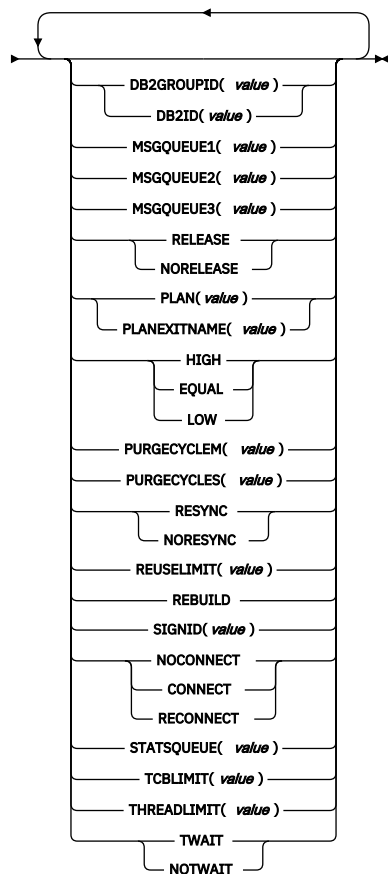 DB2GROUPID( value )
DB2ID( value )
MSGQUEUE1( value )
MSGQUEUE2( value )
MSGQUEUE3( value )
RELEASE
NORELEASE
PLAN( value )
PLANEXITNAME( value )
HIGH
EQUAL
LOW
PURGECYCLEM( value )
PURGECYCLES( value )
RESYNC
NORESYNC
REUSELIMIT( value )
REBUILD
SIGNID( value )
NOCONNECT
CONNECT
RECONNECT
STATSQUEUE( value )
TCBLIMIT( value )
THREADLIMIT( value )
TWAIT
NOTWAIT